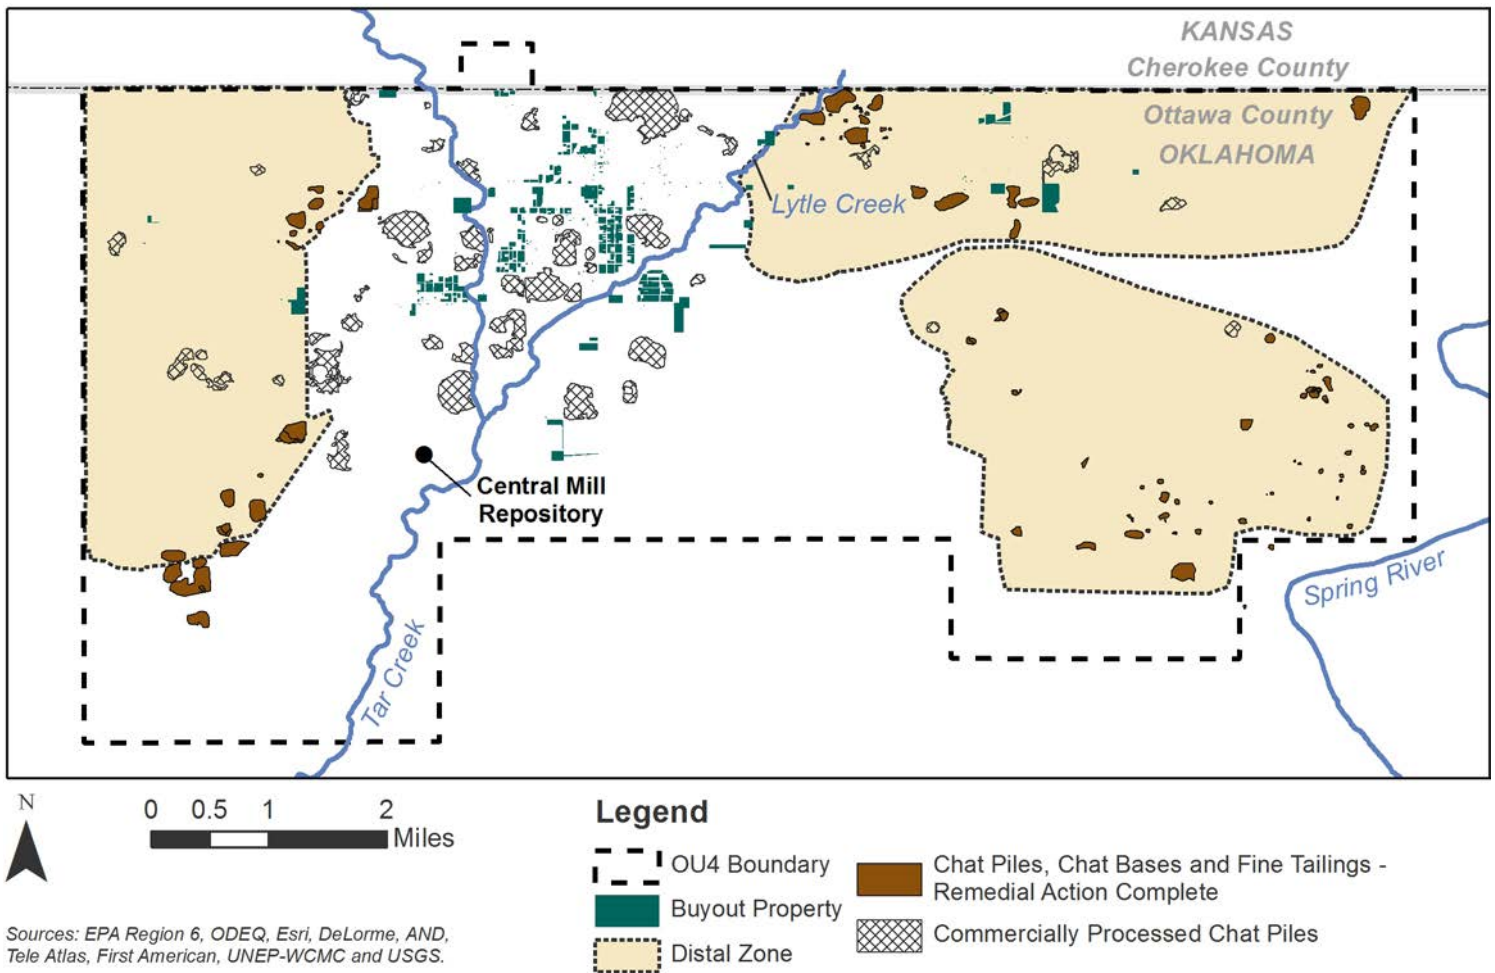 KANSAS
Cherokee County
Ottawa County
OKLAHOMA
Lytle Creek
Central Mill
Repository
Spring River
Tar Creek
N
0 0.5 1 2
Miles
Legend
OU4 Boundary
Buyout Property
Distal Zone
Chat Piles, Chat Bases and Fine Tailings -
Remedial Action Complete
Commercially Processed Chat Piles
Sources: EPA Region 6, ODEQ, Esri, DeLorme, AND,
Tele Atlas, First American, UNEP-WCMC and USGS.